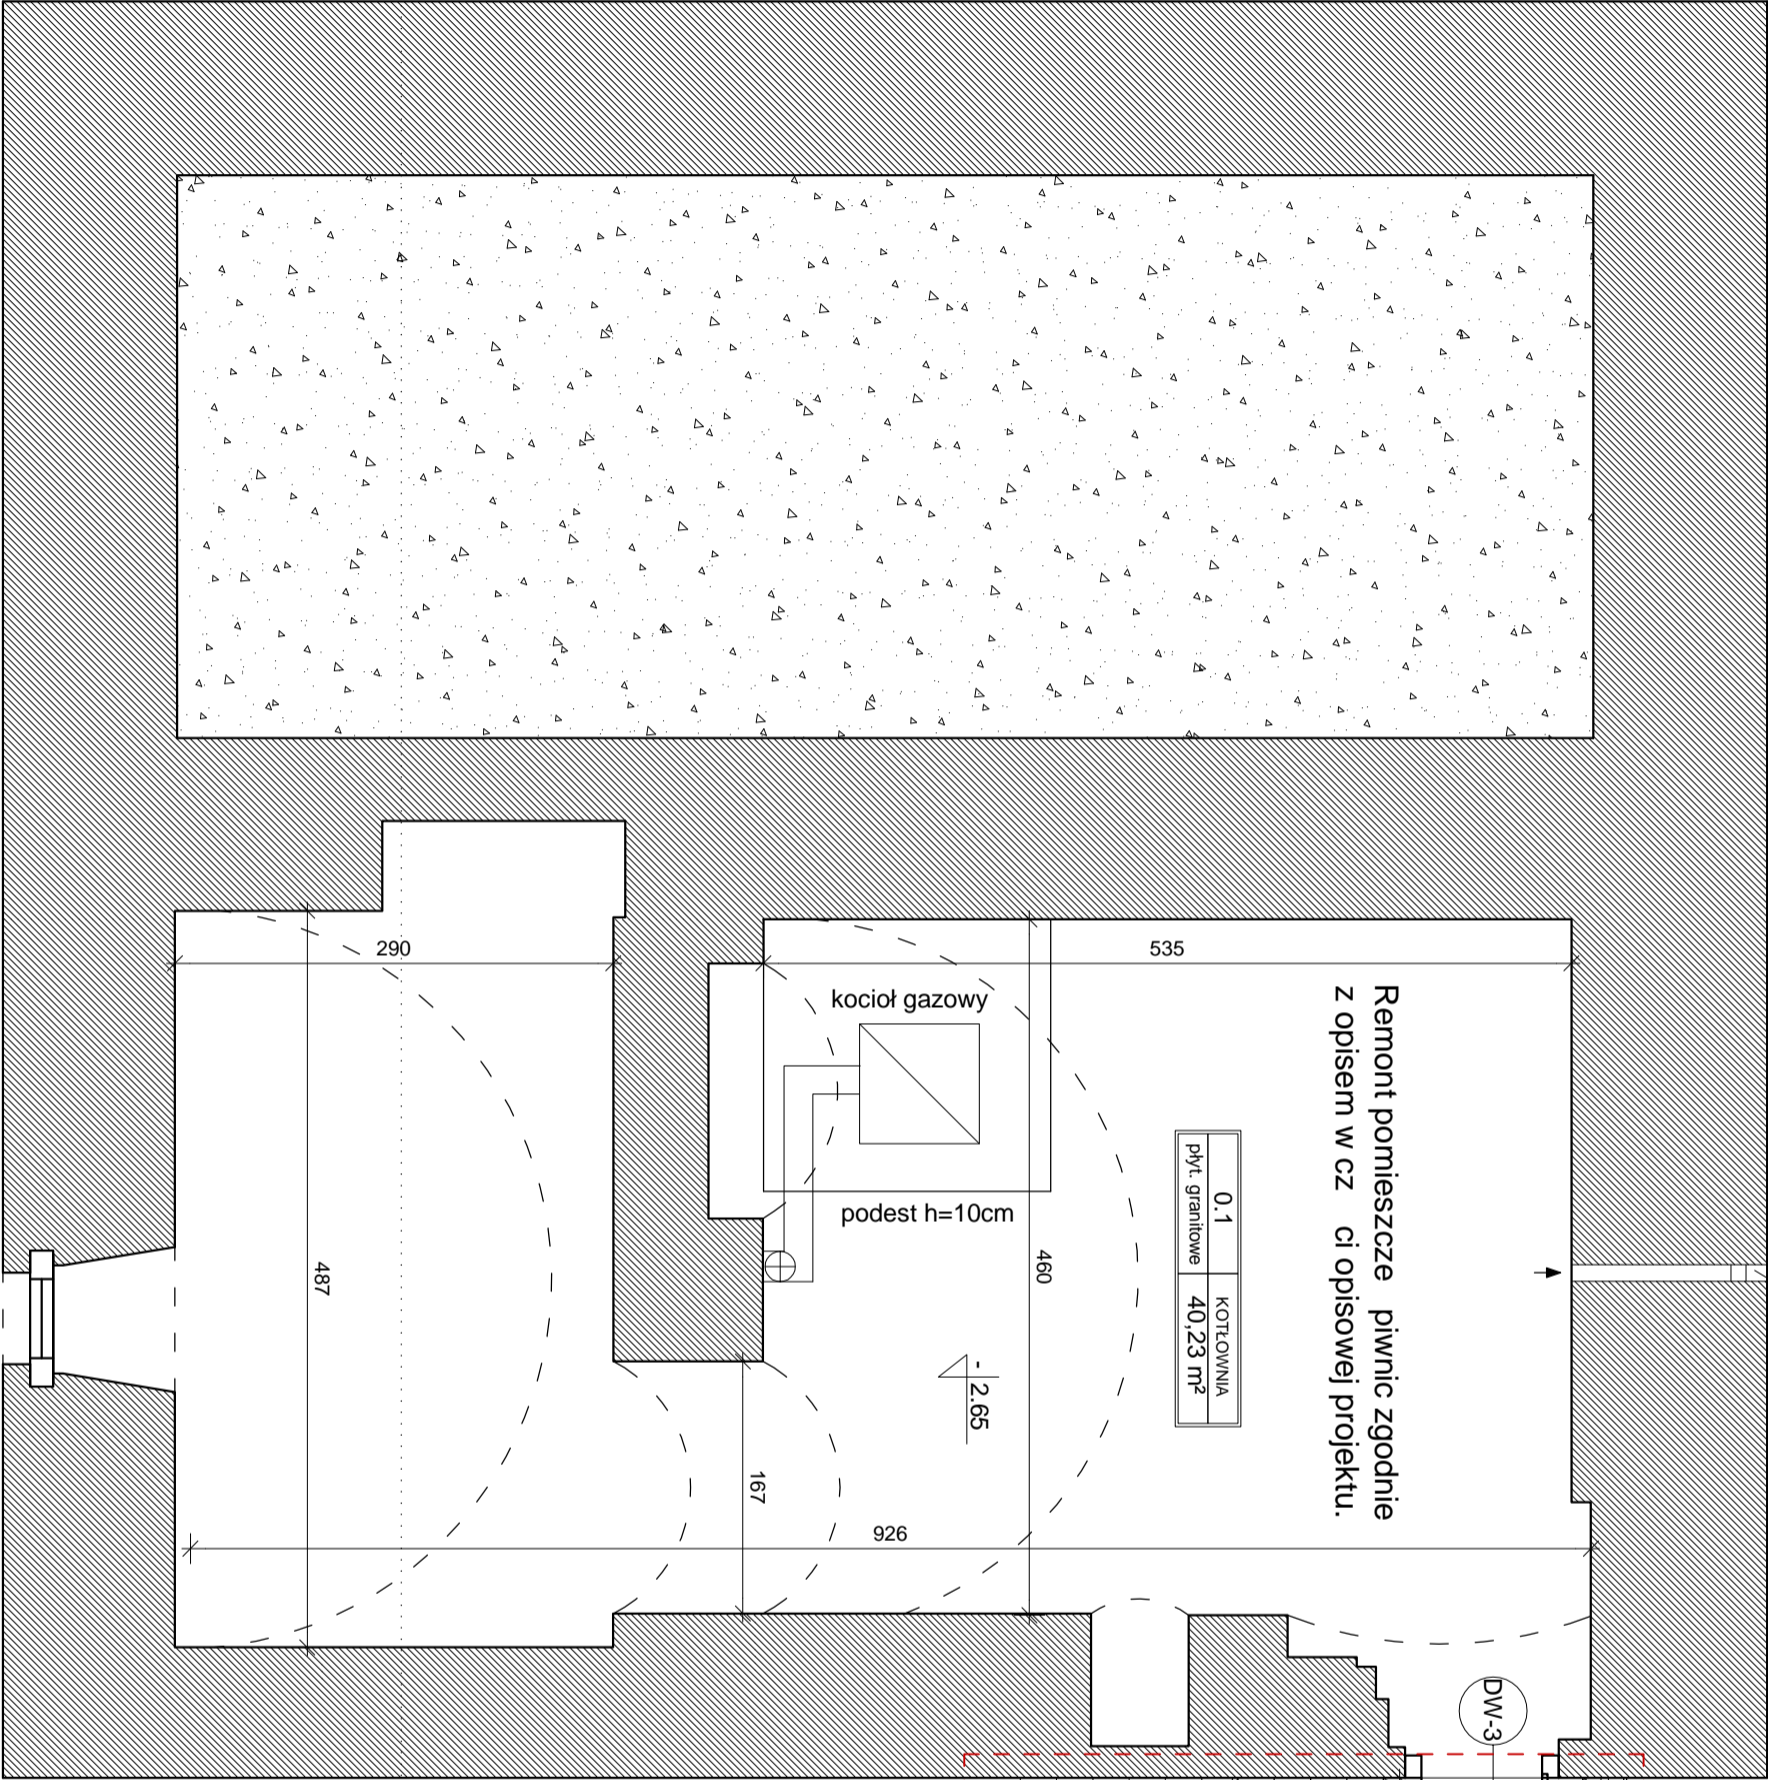 290
535
kocioł gazowy
podest h=10cm
Remont pomieszcze piwnic zgodnie
z opisem w cz ci opisowej projektu.
0.1 KOTŁOWNIA
płyt. granitowe 40,23 m²
487
460
- 2.65
167
926
DW-3